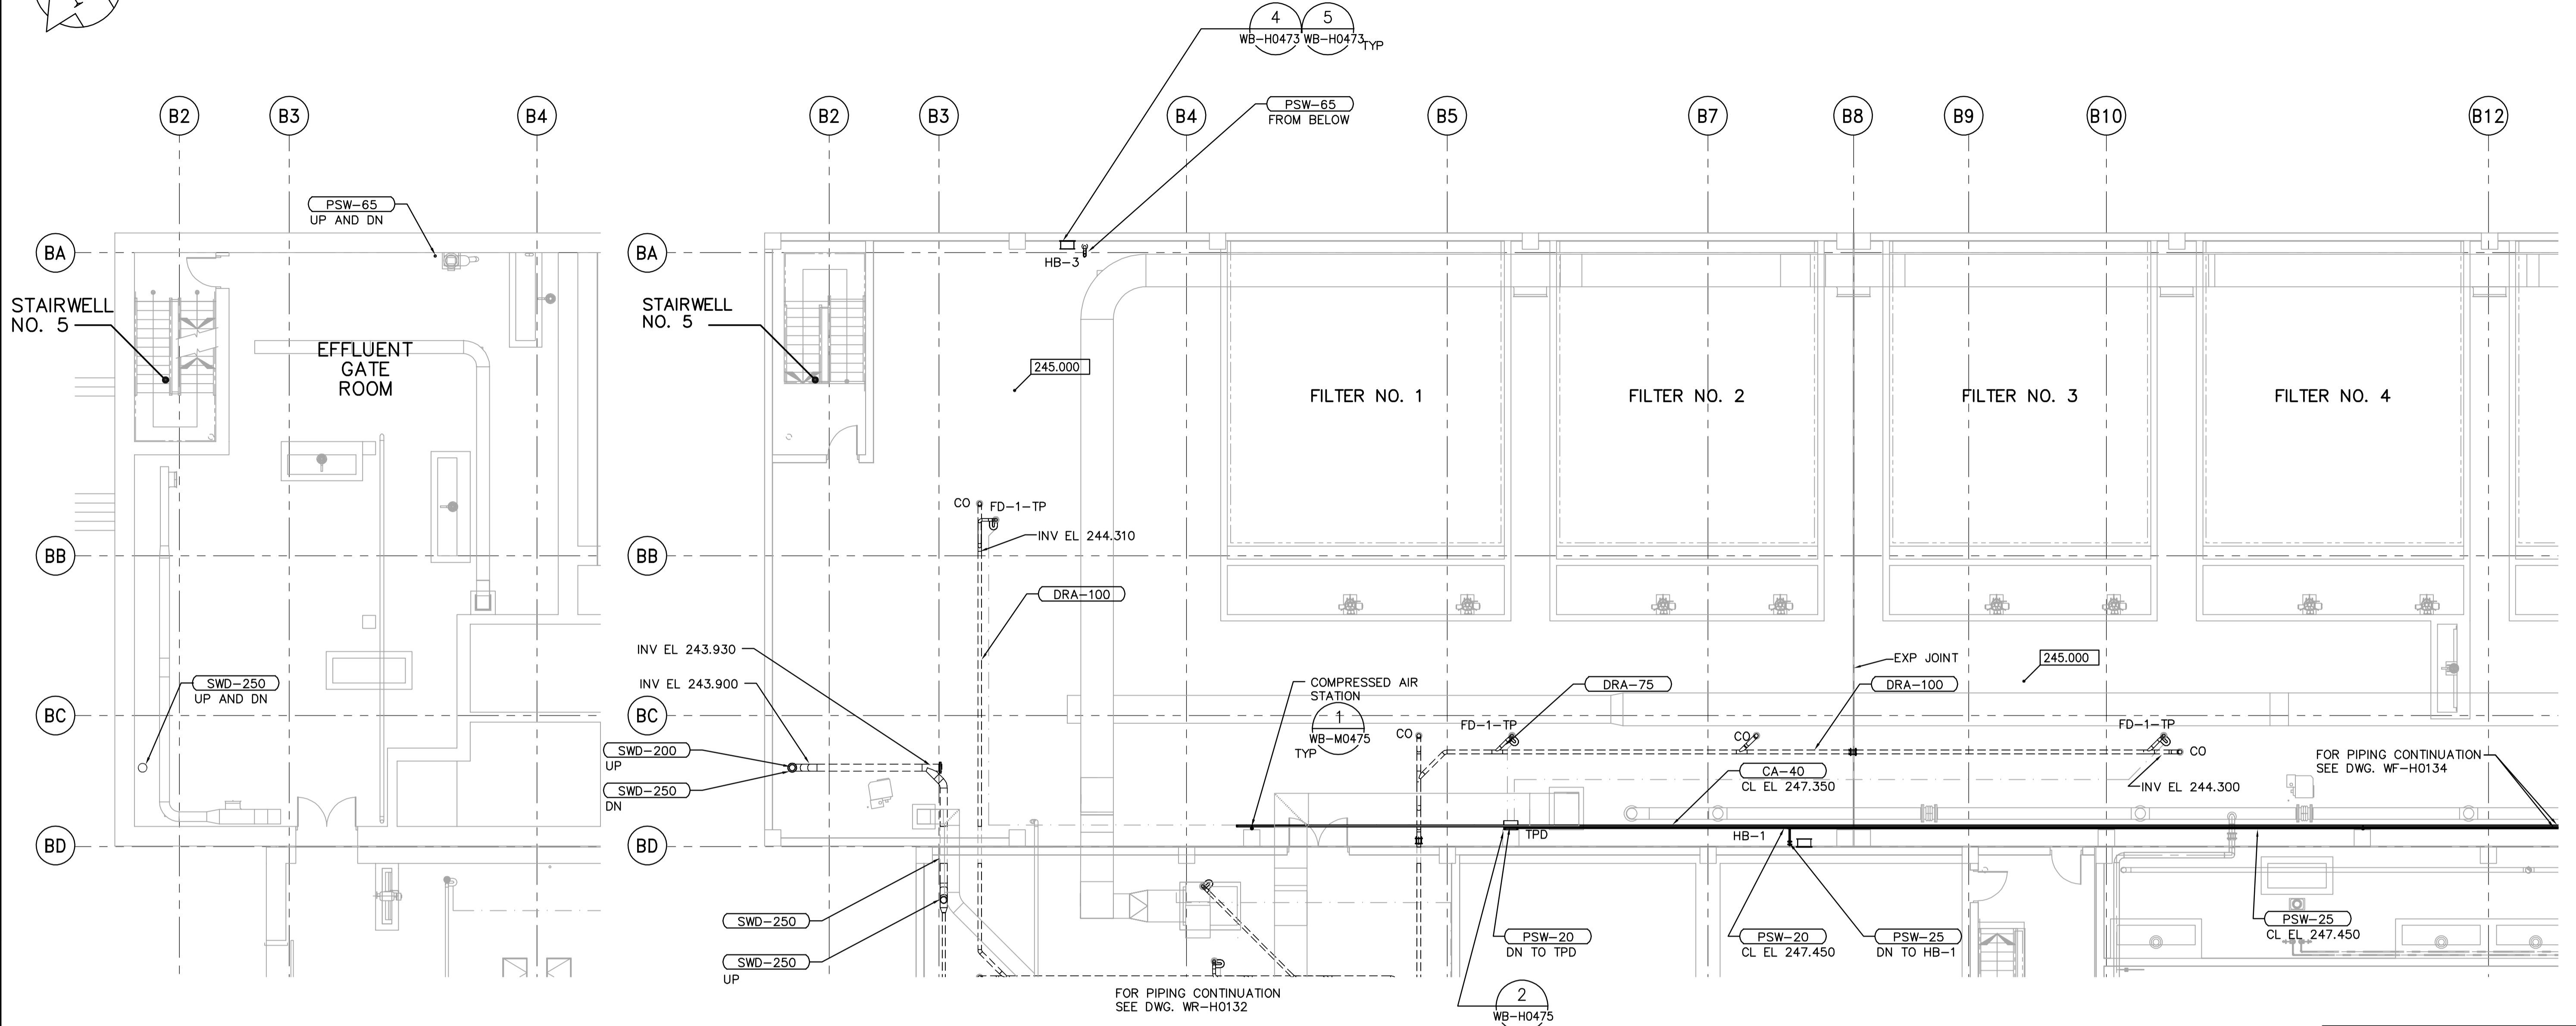 4
WB-H0473
5
WB-H0473
TYP
PSW-65
FROM BELOW
B2
B3
B4
B2
B3
B4
B5
B7
B8
B9
B10
B12
PSW-65
UP AND DN
BA
BA
HB-3
STAIRWELL
NO. 5
STAIRWELL
NO. 5
EFFLUENT
GATE
ROOM
245.000
FILTER NO. 1
FILTER NO. 2
FILTER NO. 3
FILTER NO. 4
CO
FD-1-TP
INV EL 244.310
BB
BB
DRA-100
INV EL 243.930
INV EL 243.900
EXP JOINT
245.000
SWD-250
UP AND DN
COMPRESSED AIR
STATION
1
WB-M0475
TYP
DRA-75
DRA-100
BC
BC
CO
FD-1-TP
CO
FD-1-TP
CO
SWD-200
UP
SWD-250
DN
CA-40
CL EL 247.350
INV EL 244.300
FOR PIPING CONTINUATION
SEE DWG. WF-H0134
BD
BD
TPD
HB-1
SWD-250
SWD-250
UP
PSW-20
DN TO TPD
PSW-20
CL EL 247.450
PSW-25
DN TO HB-1
PSW-25
CL EL 247.450
FOR PIPING CONTINUATION
SEE DWG. WR-H0132
2
WB-H0475